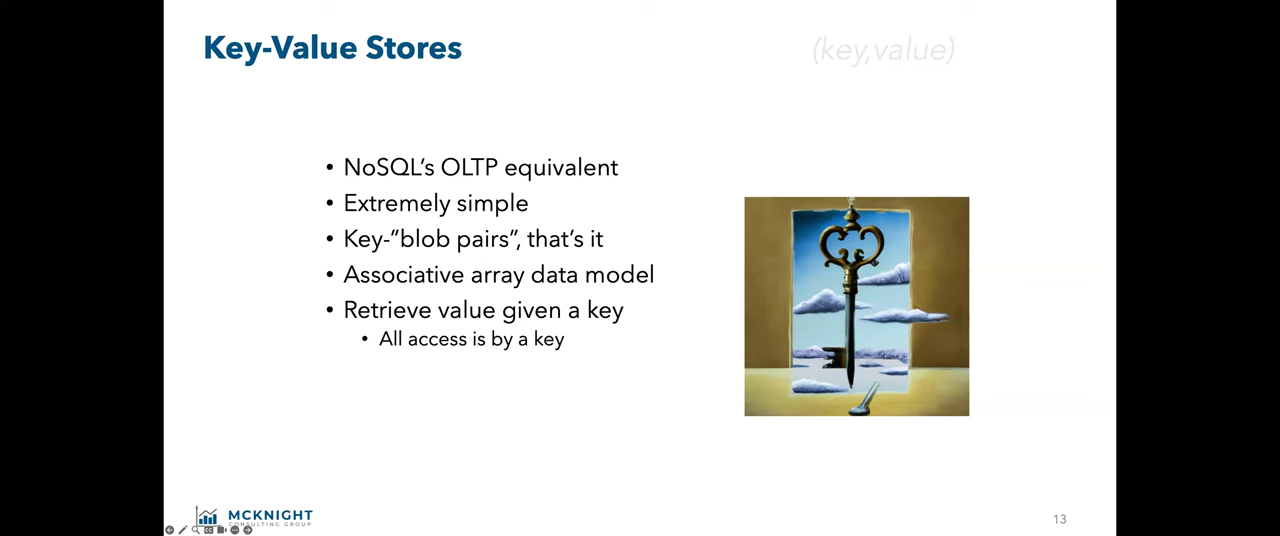 Key-Value Stores
(key,value)
• NoSQL's OLTP equivalent
• Extremely simple
• Key-”blob pairs”, that's it
• Associative array data model
• Retrieve value given a key
• All access is by a key
MCKNIGHT
CONSULTING GROUP
13